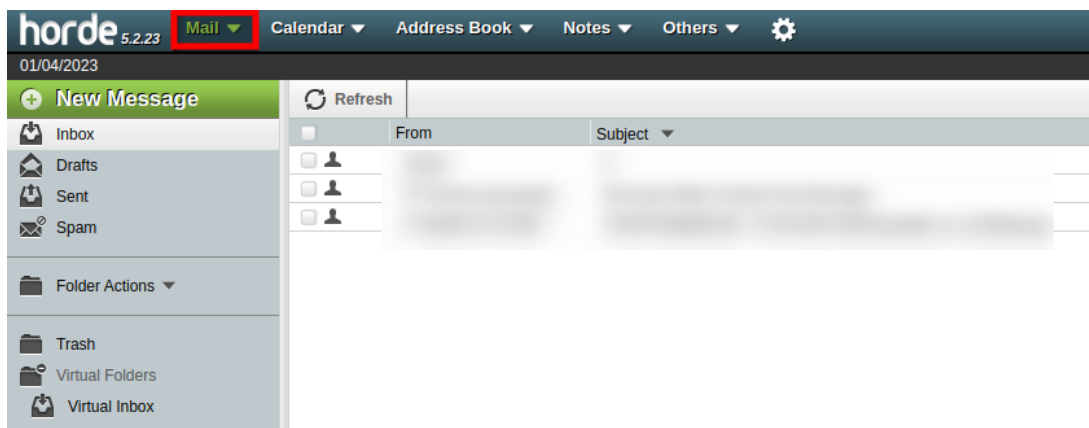 horde 5.2.23 Mail Calendar Address Book Notes Others
01/04/2023
New Message
Refresh
Inbox
From Subject
Drafts
Sent
Spam
Folder Actions
Trash
Virtual Folders
Virtual Inbox